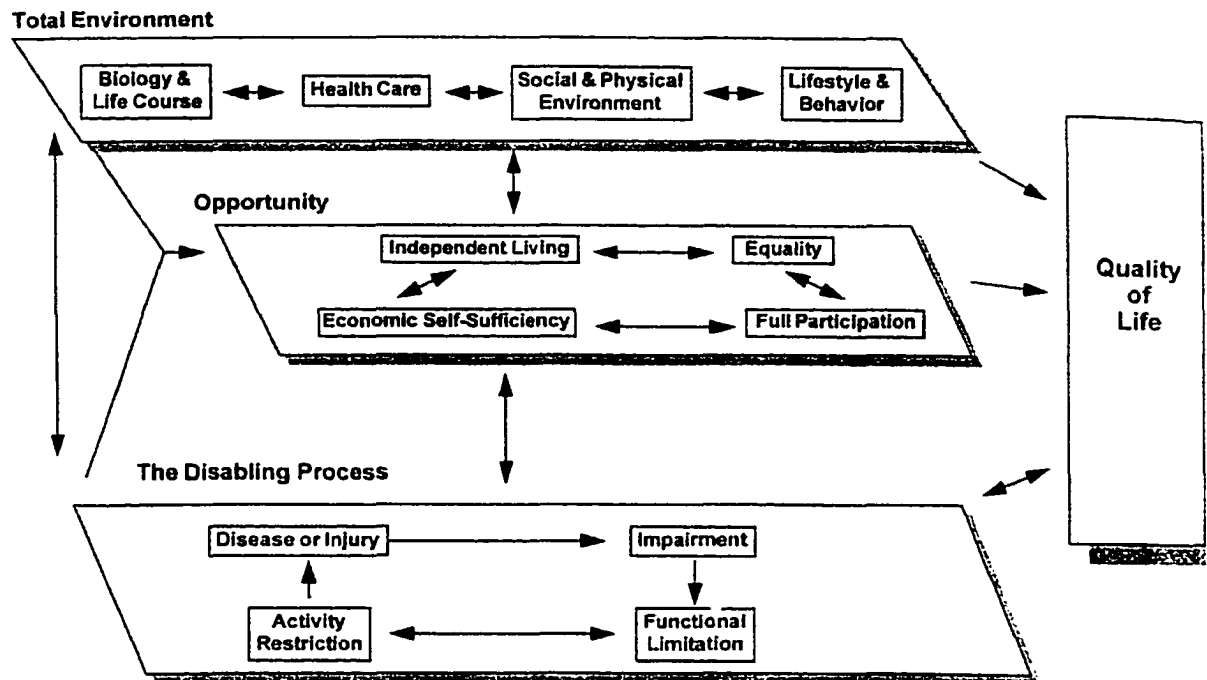 Total Environment
Biology &
Life Course
Health Care
Social & Physical
Environment
Lifestyle &
Behavior
Opportunity
Independent Living
Equality
Economic Self-Sufficiency
Full Participation
Quality
of
Life
The Disabling Process
Disease or Injury
Impairment
Activity
Restriction
Functional
Limitation